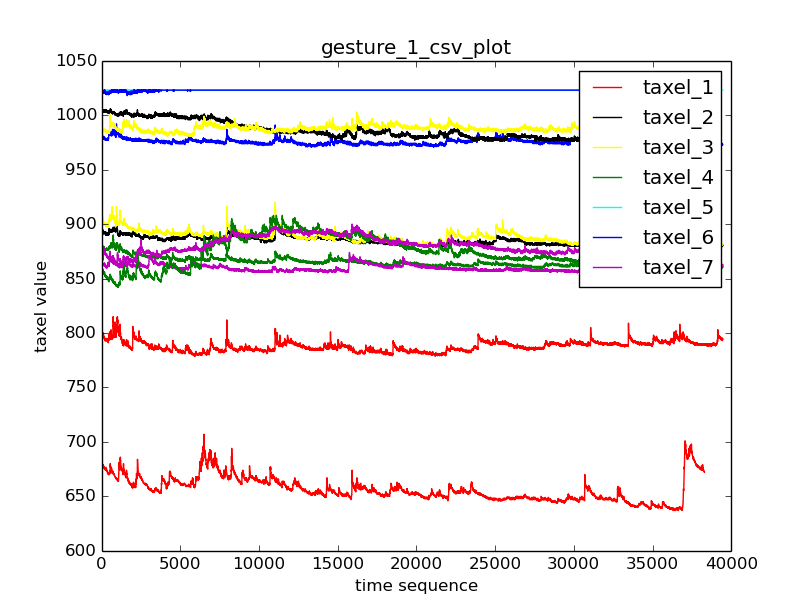 gesture_1_csv_plot
1050
1000
950
900
850
800
750
700
650
600
taxel value
taxel_1
taxel_2
taxel_3
taxel_4
taxel_5
taxel_6
taxel_7
0 5000 10000 15000 20000 25000 30000 35000 40000
time sequence